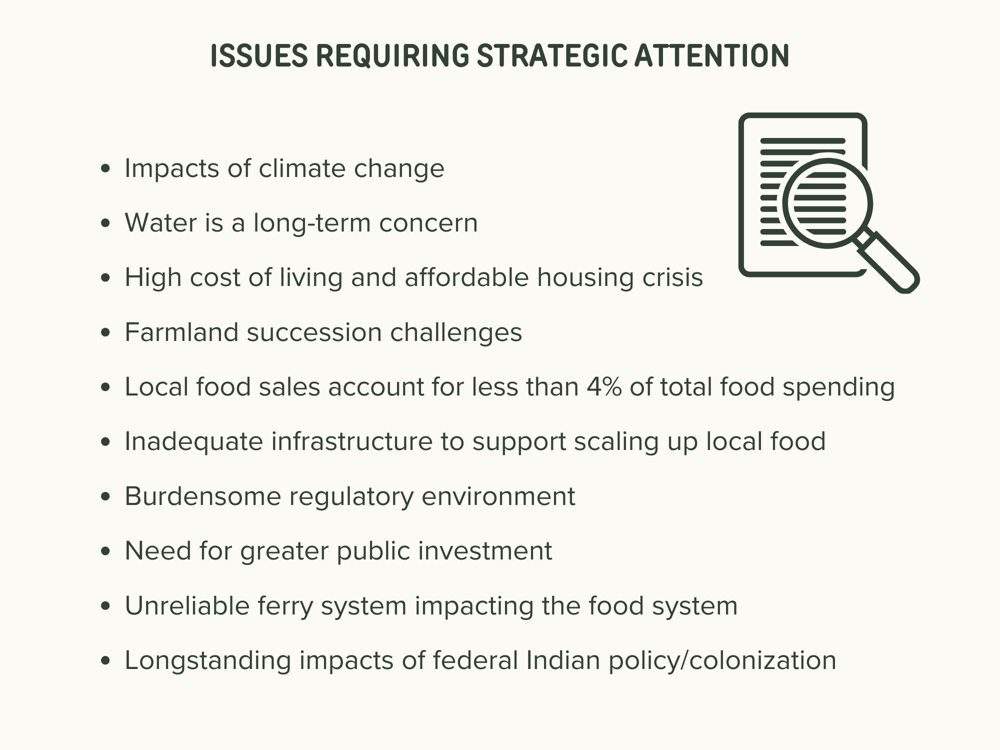 ISSUES REQUIRING STRATEGIC ATTENTION
• Impacts of climate change
• Water is a long-term concern
• High cost of living and affordable housing crisis
• Farmland succession challenges
• Local food sales account for less than 4% of total food spending
• Inadequate infrastructure to support scaling up local food
• Burdensome regulatory environment
• Need for greater public investment
• Unreliable ferry system impacting the food system
• Longstanding impacts of federal Indian policy/colonization